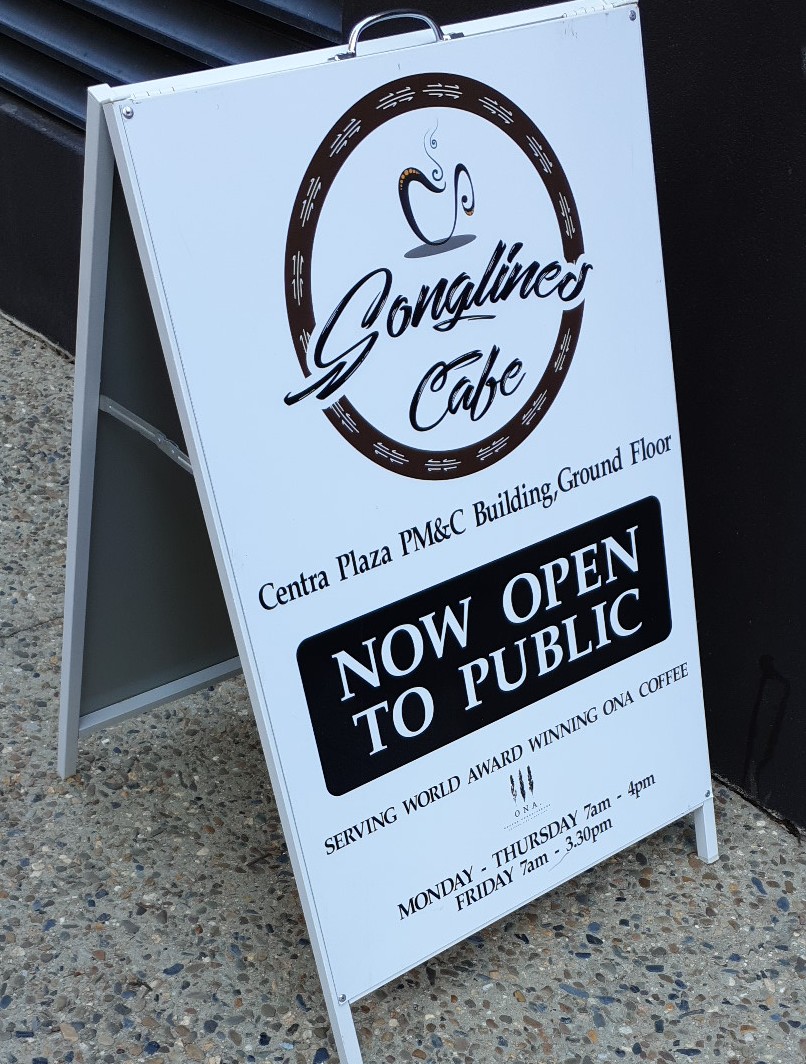 Songlines
Cafe
Centra Plaza PM&C Building,Ground Floor
NOW OPEN
TO PUBLIC
SERVING WORLD AWARD WINNING ONA COFFEE
ONA
MONDAY - THURSDAY 7am - 4pm
FRIDAY 7am - 3.30pm